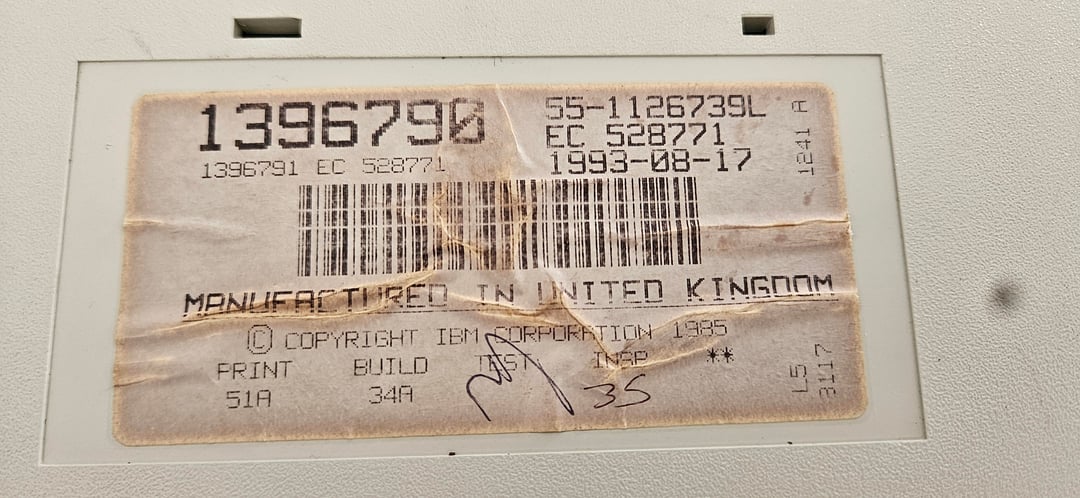 1396790
55-1126739L
EC 528771
1396791 EC 528771
1993-08-17
1241 A
MANUFACTURED IN UNITED KINGDOM
© COPYRIGHT IBM CORPORATION 1985
PRINT BUILD TEST INSP **
51A 34A 35
L5
3117